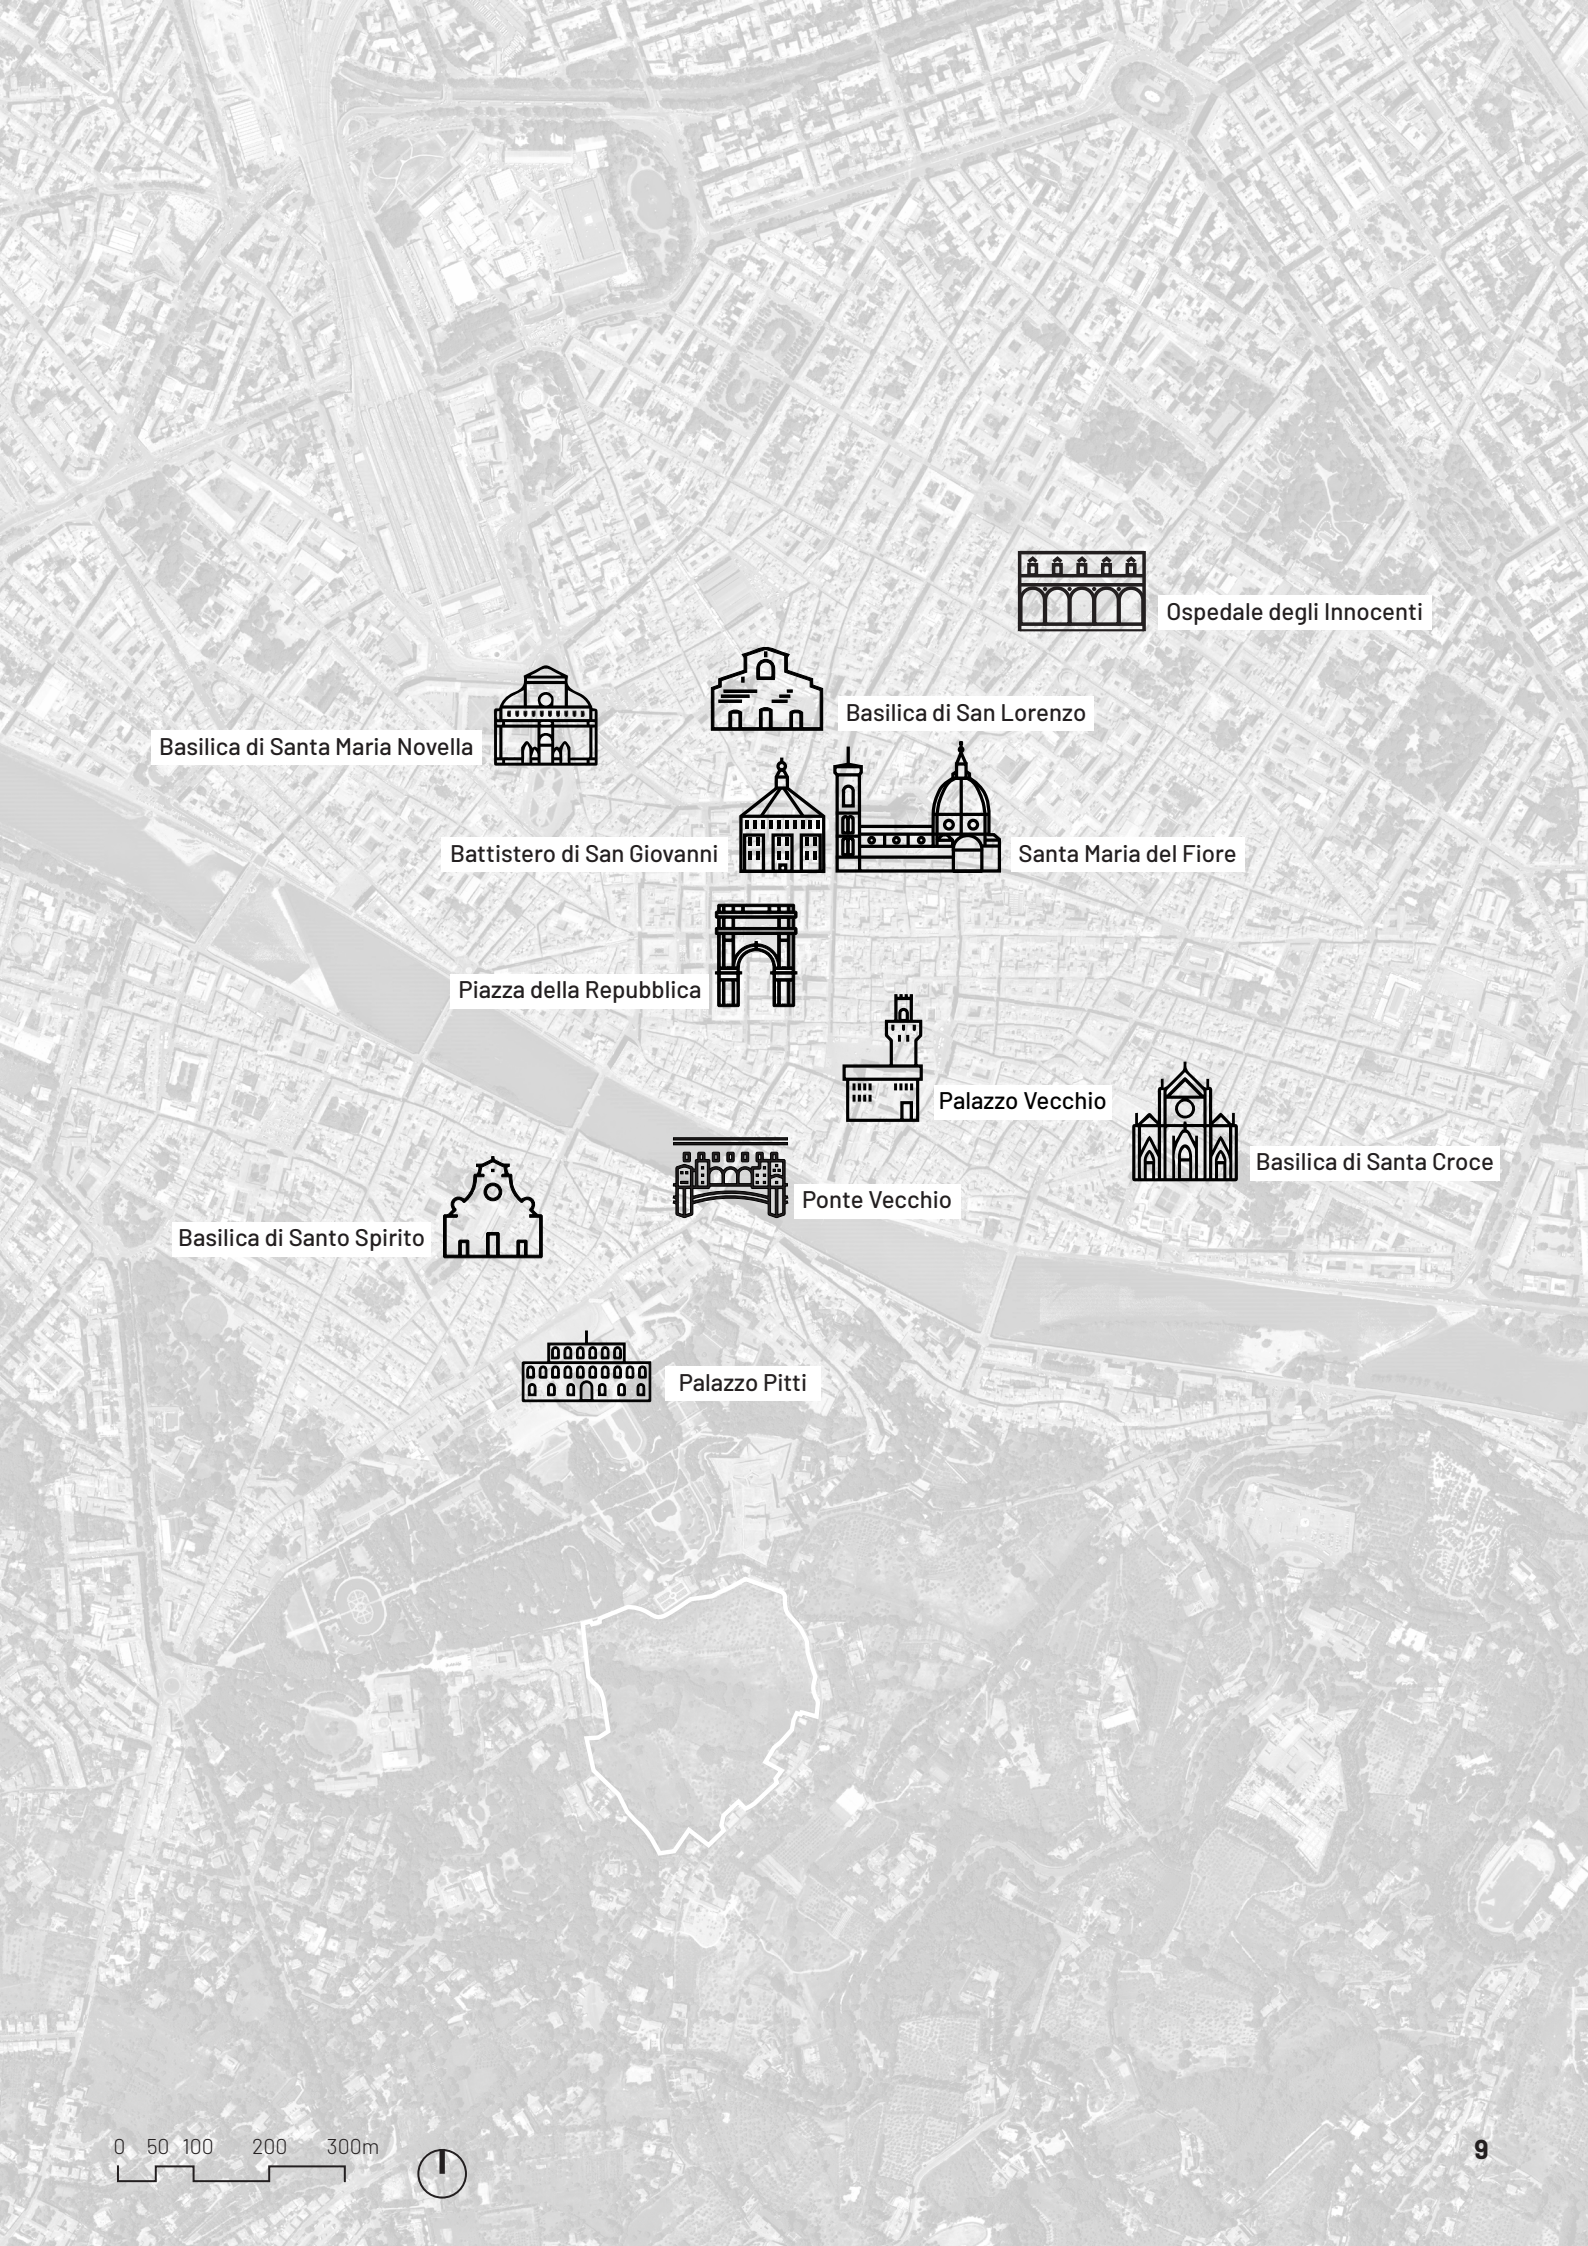 Ospedale degli Innocenti
Basilica di San Lorenzo
Basilica di Santa Maria Novella
Battistero di San Giovanni
Santa Maria del Fiore
Piazza della Repubblica
Palazzo Vecchio
Basilica di Santa Croce
Ponte Vecchio
Basilica di Santo Spirito
Palazzo Pitti
0 50 100 200 300m
9